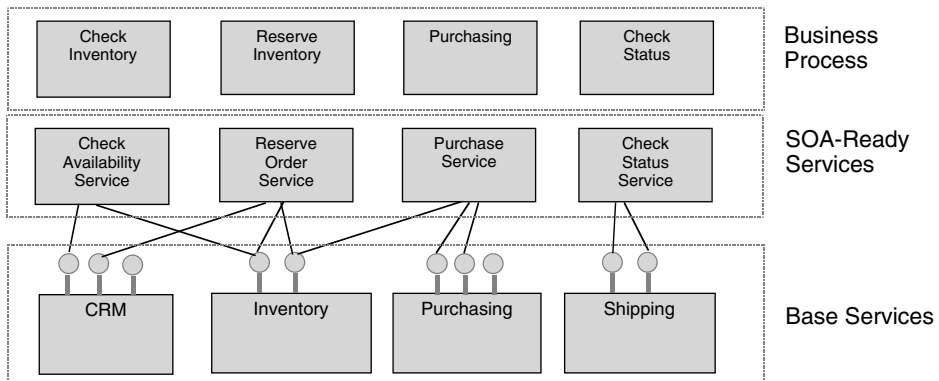 Check
Inventory
Reserve
Inventory
Purchasing
Check
Status
Business
Process
Check
Availability
Service
Reserve
Order
Service
Purchase
Service
Check
Status
Service
SOA-Ready
Services
CRM
Inventory
Purchasing
Shipping
Base Services